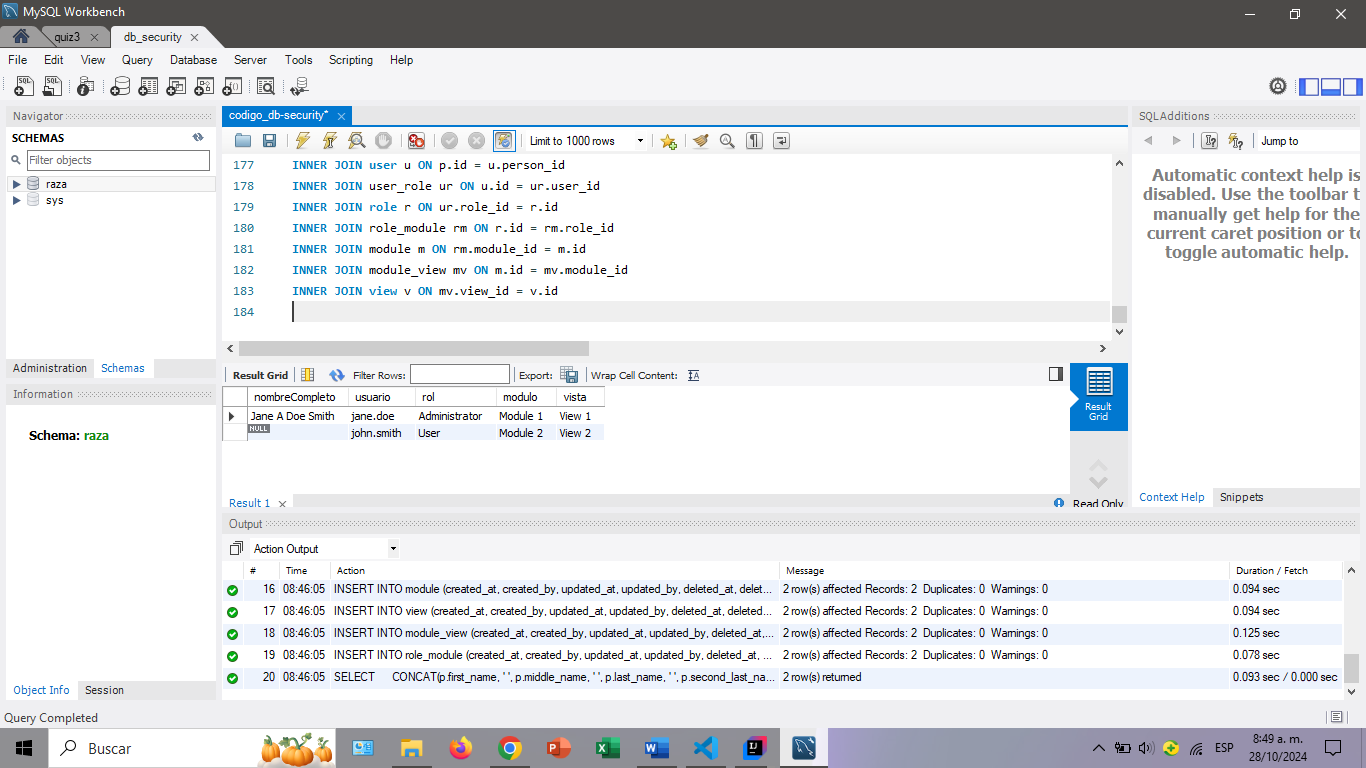 MySQL Workbench
quiz3
db_security
File Edit View Query Database Server Tools Scripting Help
Navigator
SCHEMAS
Filter objects
raza
sys
Administration Schemas
Information
Schema: raza
Object Info Session
codigo_db-security*
Limit to 1000 rows
177 INNER JOIN user u ON p.id = u.person_id
178 INNER JOIN user_role ur ON u.id = ur.user_id
179 INNER JOIN role r ON ur.role_id = r.id
180 INNER JOIN role_module rm ON r.id = rm.role_id
181 INNER JOIN module m ON rm.module_id = m.id
182 INNER JOIN module_view mv ON m.id = mv.module_id
183 INNER JOIN view v ON mv.view_id = v.id
184
Result Grid Filter Rows: Export: Wrap Cell Content:
nombreCompleto usuario rol modulo vista
Jane A Doe Smith jane.doe Administrator Module 1 View 1
NULL john.smith User Module 2 View 2
Result
Grid
Result 1
Read Only
SQLAdditions
Jump to
Automatic context help is
disabled. Use the toolbar t
manually get help for the
current caret position or to
toggle automatic help.
Context Help Snippets
Output
Action Output
# Time Action Message Duration / Fetch
16 08:46:05 INSERT INTO module (created_at, created_by, updated_at, updated_by, deleted_at, delet... 2 row(s) affected Records: 2 Duplicates: 0 Warnings: 0 0.094 sec
17 08:46:05 INSERT INTO view (created_at, created_by, updated_at, updated_by, deleted_at, deleted... 2 row(s) affected Records: 2 Duplicates: 0 Warnings: 0 0.094 sec
18 08:46:05 INSERT INTO module_view (created_at, created_by, updated_at, updated_by, deleted_at,... 2 row(s) affected Records: 2 Duplicates: 0 Warnings: 0 0.125 sec
19 08:46:05 INSERT INTO role_module (created_at, created_by, updated_at, updated_by, deleted_at, ... 2 row(s) affected Records: 2 Duplicates: 0 Warnings: 0 0.078 sec
20 08:46:05 SELECT CONCAT(p.first_name, ' ', p.middle_name, ' ', p.last_name, ' ', p.second_last_na... 2 row(s) returned 0.093 sec / 0.000 sec
Query Completed
Buscar
ESP
8:49 a. m.
28/10/2024